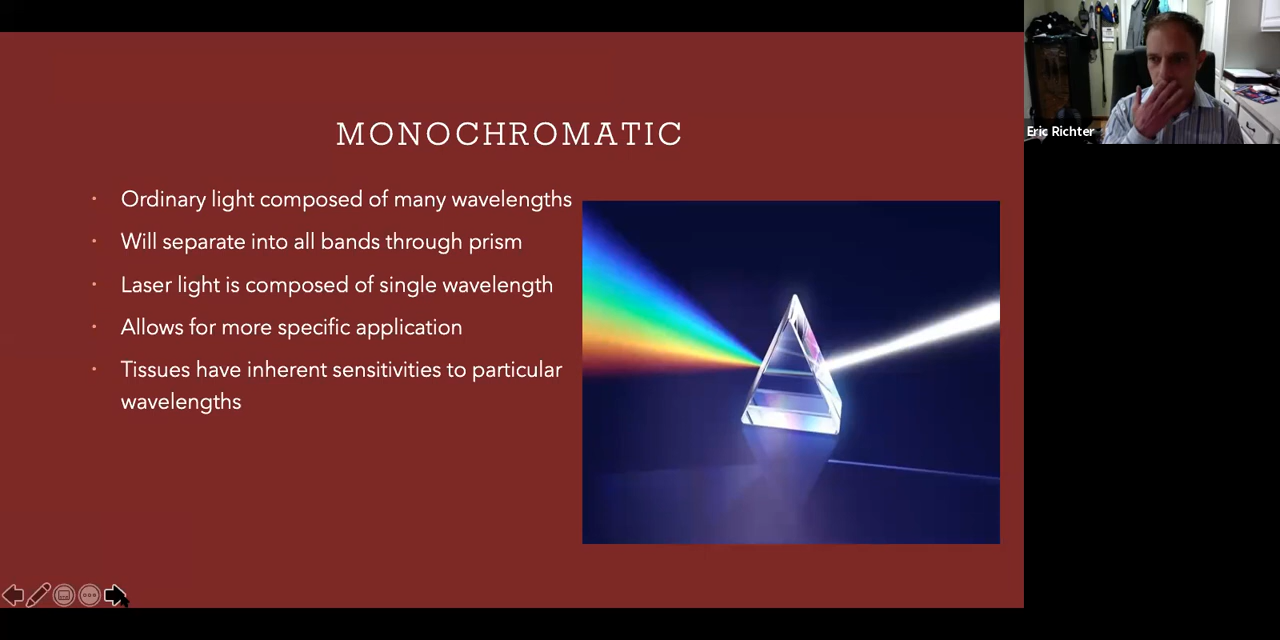 MONOCHROMATIC
Ordinary light composed of many wavelengths
Will separate into all bands through prism
Laser light is composed of single wavelength
Allows for more specific application
Tissues have inherent sensitivities to particular
wavelengths
Eric Richter